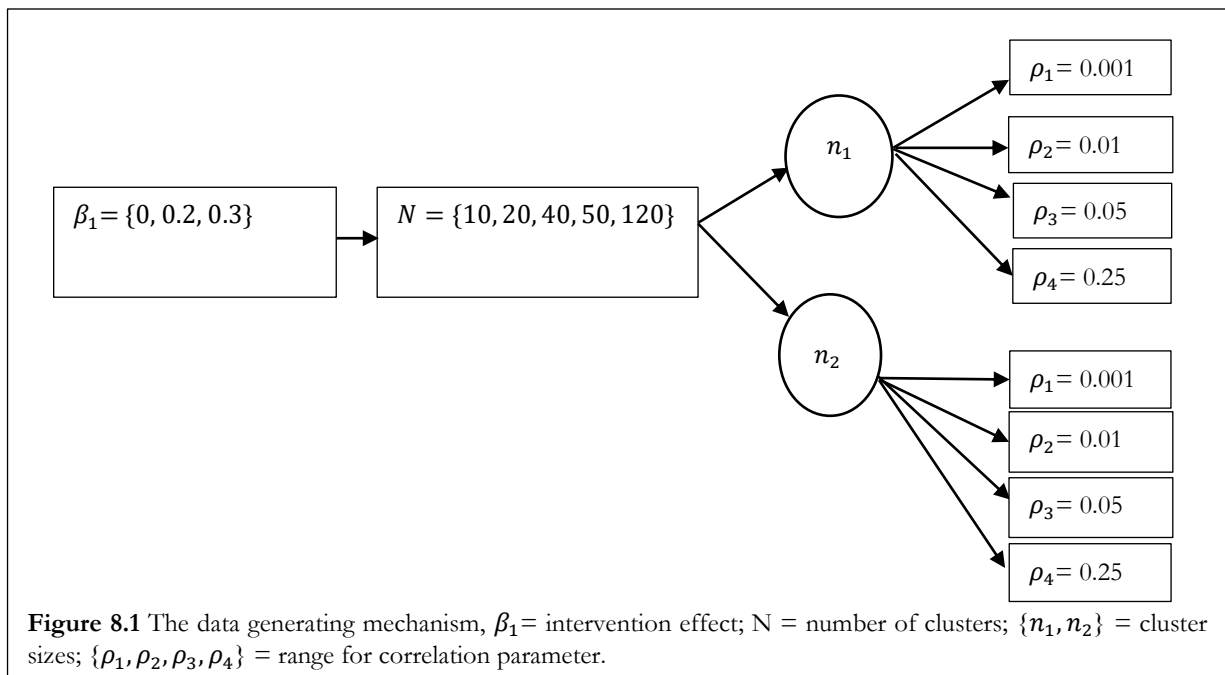 β₁= {0, 0.2, 0.3}
N = {10, 20, 40, 50, 120}
n₁
ρ₁= 0.001
ρ₂= 0.01
ρ₃= 0.05
ρ₄= 0.25
n₂
ρ₁= 0.001
ρ₂= 0.01
ρ₃= 0.05
ρ₄= 0.25
Figure 8.1 The data generating mechanism, β₁= intervention effect; N = number of clusters; {n₁, n₂} = cluster
sizes; {ρ₁, ρ₂, ρ₃, ρ₄} = range for correlation parameter.